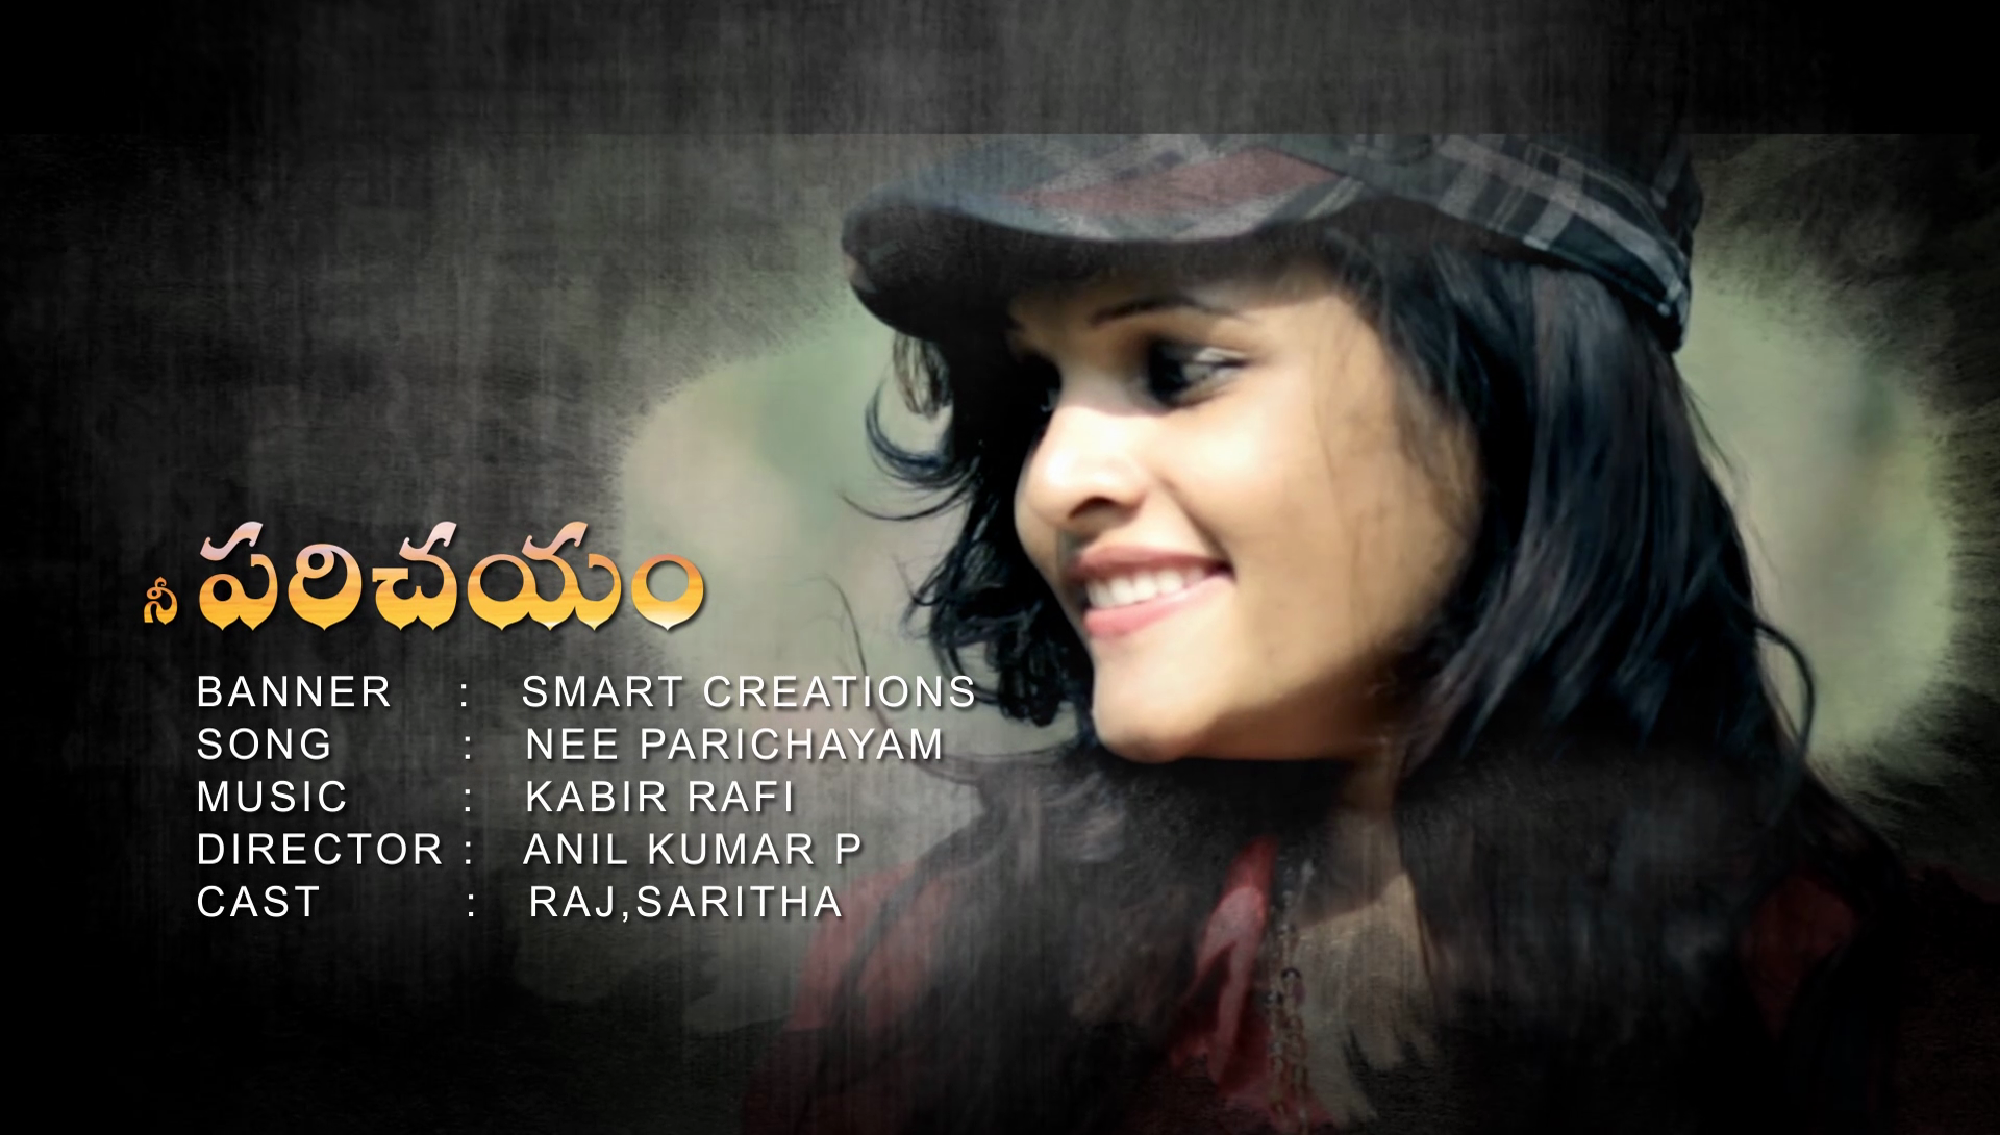 నీ పరిచయం
BANNER : SMART CREATIONS
SONG : NEE PARICHAYAM
MUSIC : KABIR RAFI
DIRECTOR : ANIL KUMAR P
CAST : RAJ,SARITHA